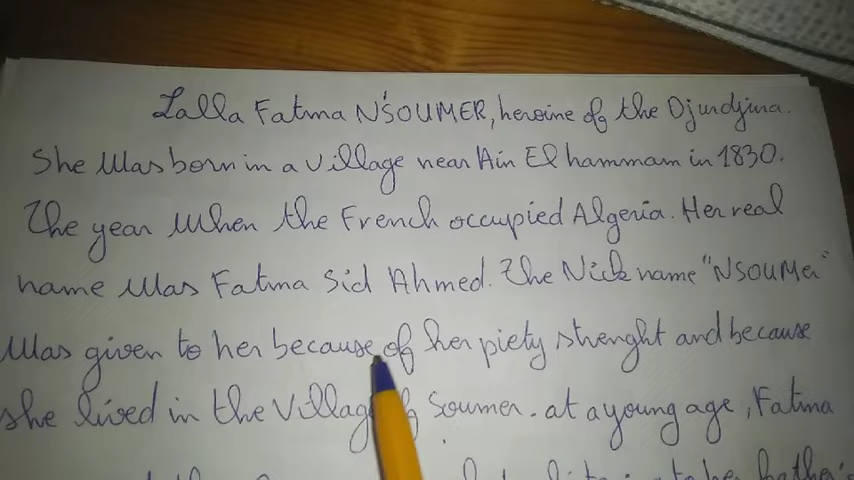 Lalla Fatma N'SOUMER, heroine of the Djurdjura.
She Was born in a village near Ain El hammam in 1830.
The year When the French occupied Algeria. Her real
name Was Fatma Sid Ahmed. The Nick name "NSOUMer"
Was given to her because of her piety strenght and because
she lived in the Village of Soumer. at a young age, Fatma